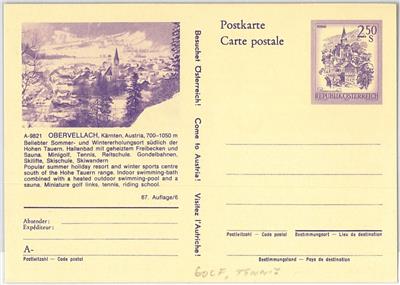 Postkarte
Carte postale
2,50
S
REPUBLIK ÖSTERREICH
A-9821 OBERVELLACH, Kärnten, Austria, 700–1050 m
Beliebter Sommer- und Wintererholungsort südlich der
Hohen Tauern. Hallenbad mit geheiztem Freibecken und
Sauna. Minigolf, Tennis, Reitschule. Gondelbahnen,
Skilifte, Skischule, Skiwandern
Popular summer holiday resort and winter sports centre
south of the Hohe Tauern range. Indoor swimming-bath
combined with a heated outdoor swimming-pool and a
sauna. Miniature golf links, tennis, riding school.
67. Auflage/6
Absender:
Expéditeur:
A-
Postleitzahl – Code postal
Besuchet Österreich! Come to Austria! Visitez l'Autriche!
Postleitzahl – Code postal Bestimmungsort – Lieu de destination
Bestimmungsland – Pays de destination
GOLF, TENNIS